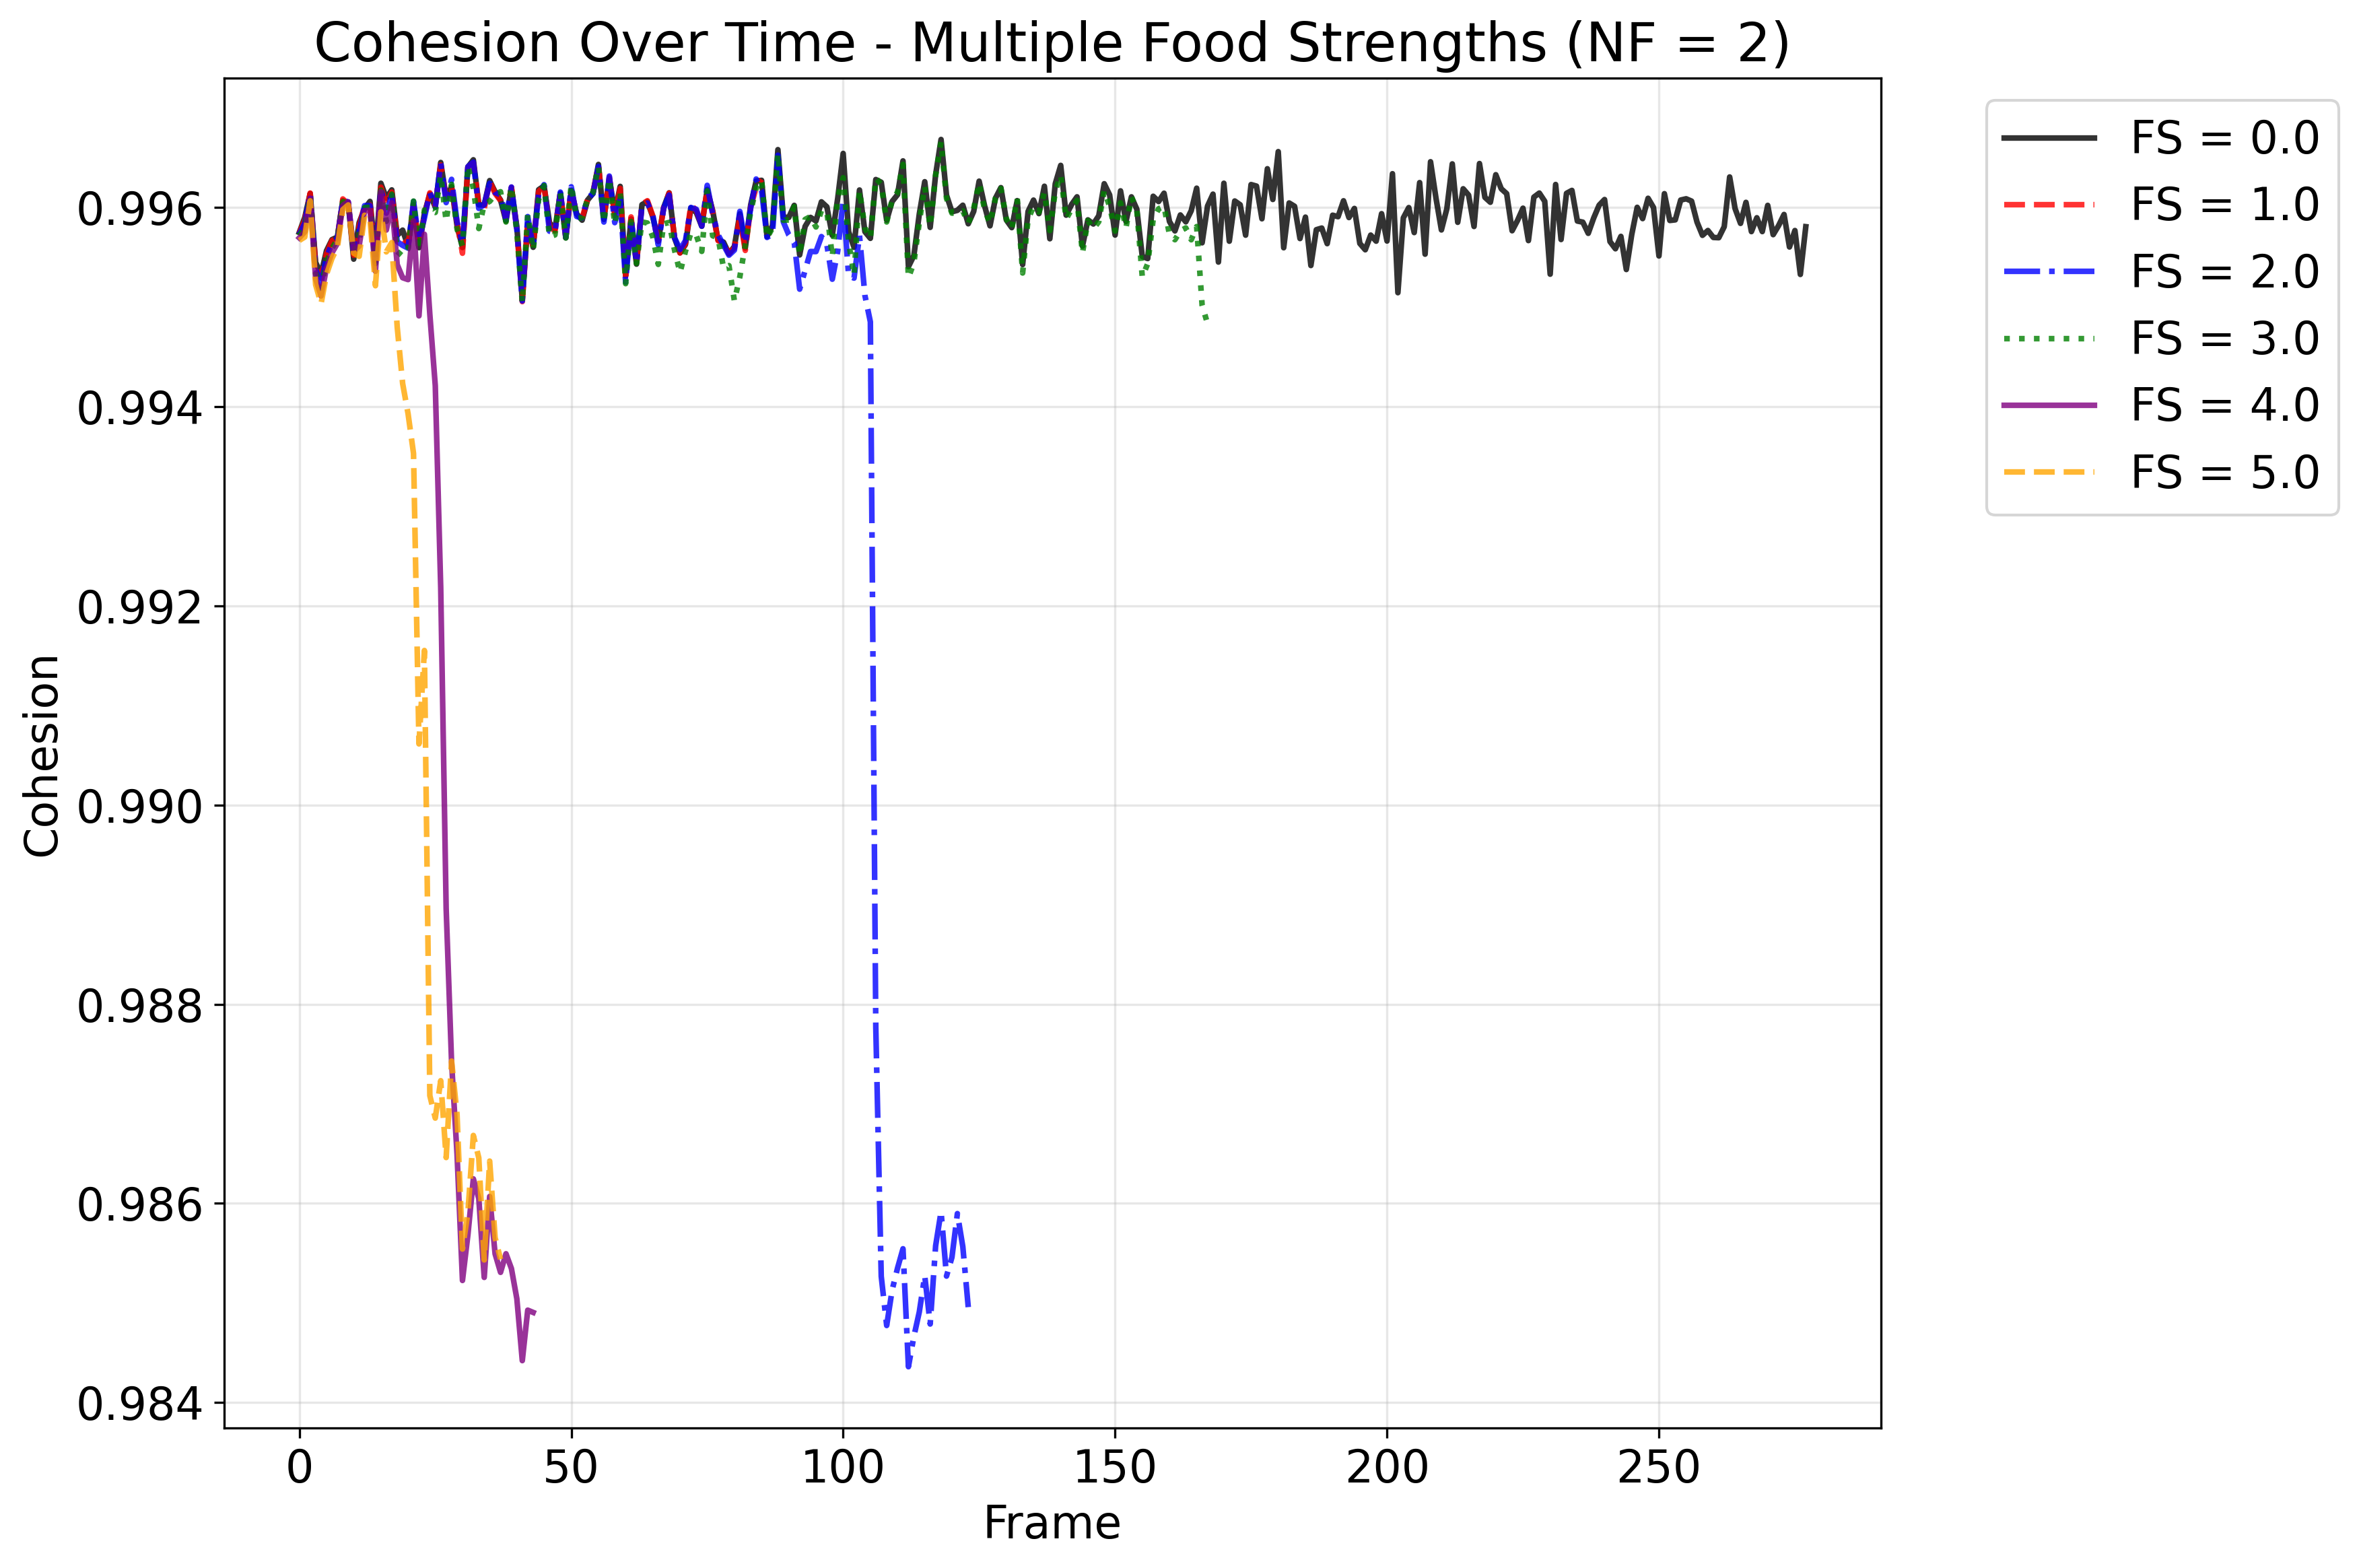 Cohesion Over Time - Multiple Food Strengths (NF = 2)
FS = 0.0
FS = 1.0
FS = 2.0
FS = 3.0
FS = 4.0
FS = 5.0
Cohesion
0.996
0.994
0.992
0.990
0.988
0.986
0.984
0
50
100
150
200
250
Frame